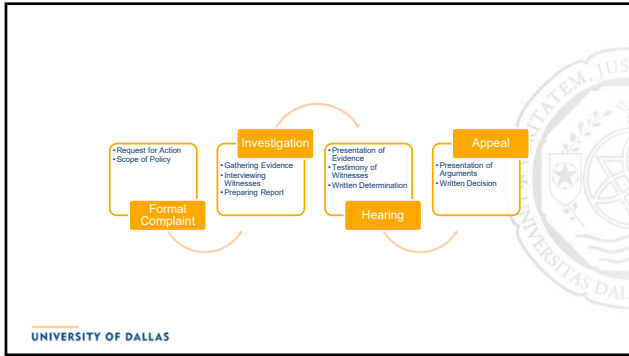 • Request for Action
• Scope of Policy
Formal
Complaint
Investigation
• Gathering Evidence
• Interviewing
Witnesses
• Preparing Report
• Presentation of
Evidence
• Testimony of
Witnesses
• Written Determination
Hearing
Appeal
• Presentation of
Arguments
• Written Decision
UNIVERSITY OF DALLAS